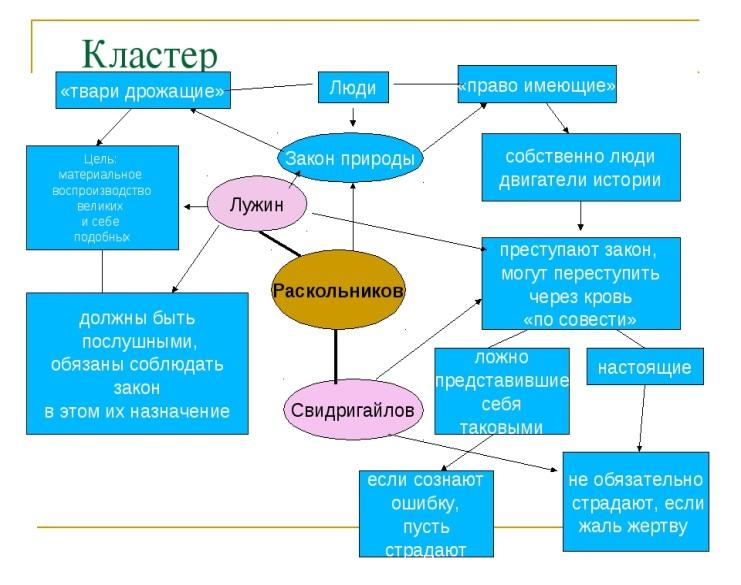 Кластер
«твари дрожащие»
Люди
«право имеющие»
Закон природы
Цель:
материальное
воспроизводство
великих
и себе
подобных
собственно люди
двигатели истории
Лужин
преступают закон,
могут переступить
через кровь
«по совести»
Раскольников
должны быть
послушными,
обязаны соблюдать
закон
в этом их назначение
ложно
представившие
себя
таковыми
настоящие
Свидригайлов
если сознают
ошибку,
пусть
страдают
не обязательно
страдают, если
жаль жертву